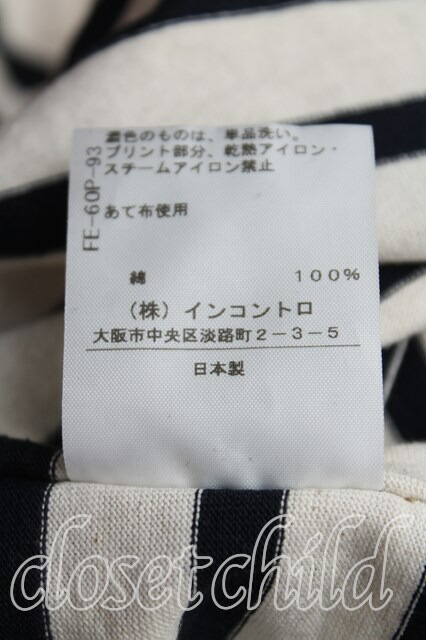 濃色のものは、単品洗い。
プリント部分、乾熱アイロン・
スチームアイロン禁止
あて布使用
FE-60P-93
綿 100%
(株)インコントロ
大阪市中央区淡路町2-3-5
日本製
closetchild